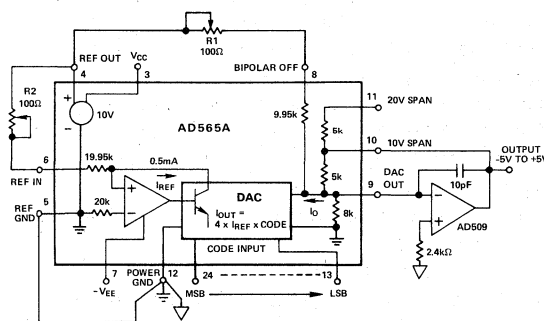 R1
100Ω
REF OUT
VCC
4
3
BIPOLAR OFF
8
R2
100Ω
11
20V SPAN
+
10V
-
9.95k
5k
AD565A
10
10V SPAN
6
19.95k
0.5mA
5k
OUTPUT
-5V TO +5V
REF IN
IREF
DAC
9
DAC
OUT
10pF
+
-
IO
8k
-
+
AD509
REF
GND
5
20k
IOUT =
4 x IREF x CODE
CODE INPUT
2.4kΩ
7
-VEE
POWER
GND
12
24
13
MSB
LSB